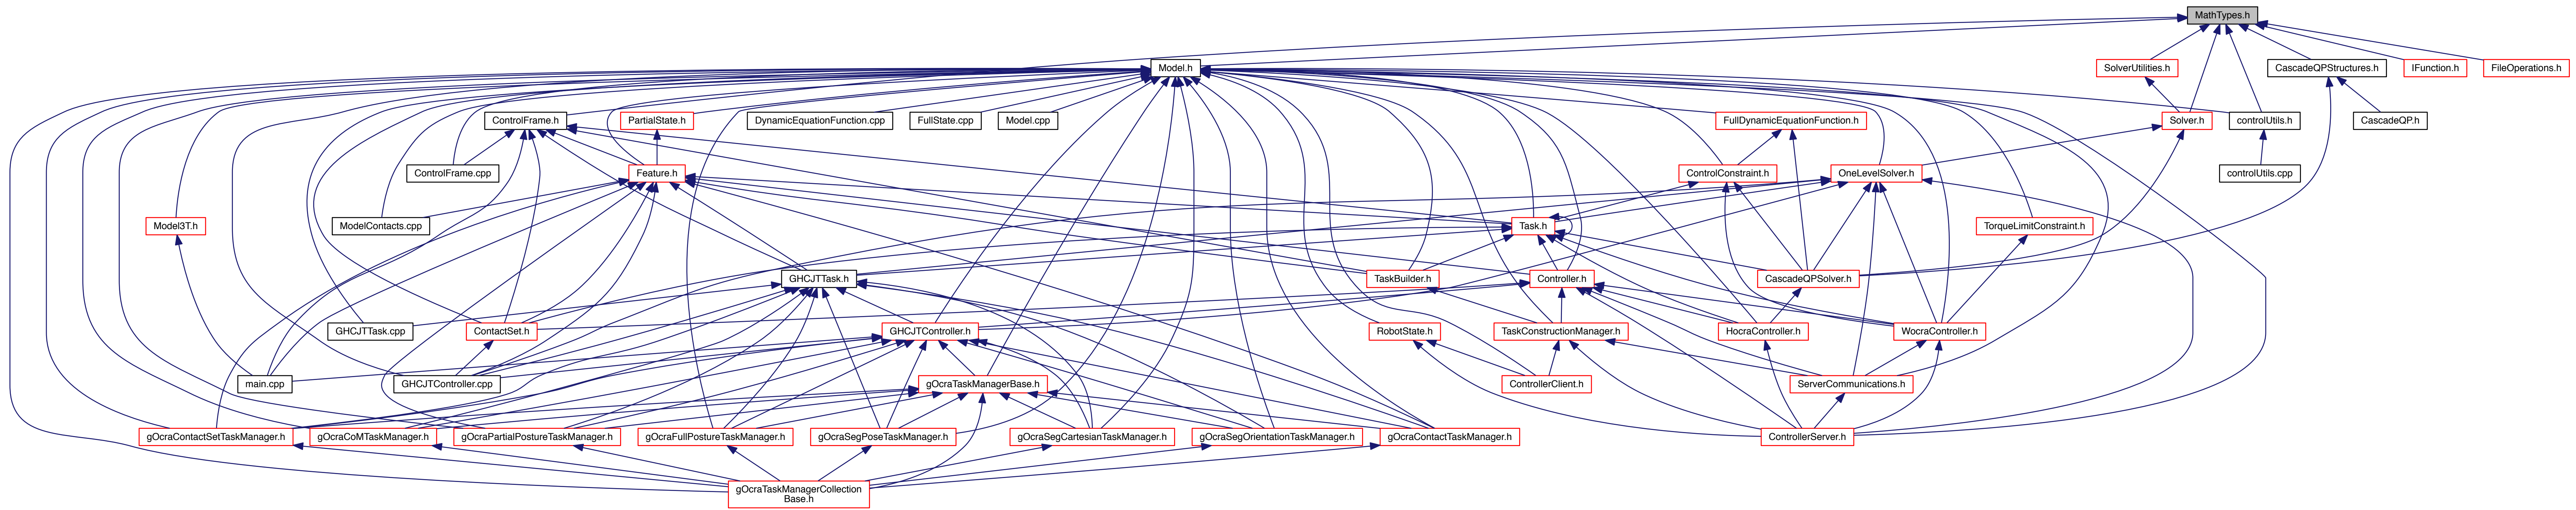 MathTypes.h
Model.h
SolverUtilities.h
CascadeQPStructures.h
IFunction.h
FileOperations.h
ControlFrame.h
PartialState.h
DynamicEquationFunction.cpp
FullState.cpp
Model.cpp
FullDynamicEquationFunction.h
Solver.h
controlUtils.h
CascadeQP.h
ControlFrame.cpp
Feature.h
ControlConstraint.h
OneLevelSolver.h
controlUtils.cpp
Model3T.h
ModelContacts.cpp
Task.h
TorqueLimitConstraint.h
GHCJTTask.h
TaskBuilder.h
Controller.h
CascadeQPSolver.h
GHCJTTask.cpp
ContactSet.h
GHCJTController.h
RobotState.h
TaskConstructionManager.h
HocraController.h
WocraController.h
main.cpp
GHCJTController.cpp
gOcraTaskManagerBase.h
ControllerClient.h
ServerCommunications.h
gOcraContactSetTaskManager.h
gOcraCoMTaskManager.h
gOcraPartialPostureTaskManager.h
gOcraFullPostureTaskManager.h
gOcraSegPoseTaskManager.h
gOcraSegCartesianTaskManager.h
gOcraSegOrientationTaskManager.h
gOcraContactTaskManager.h
ControllerServer.h
gOcraTaskManagerCollection
Base.h